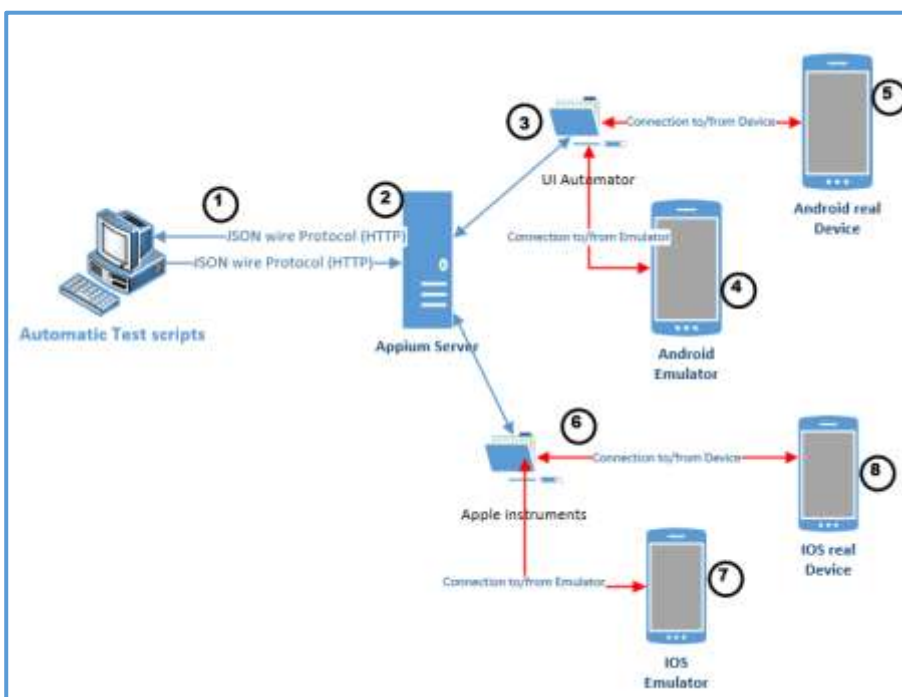 1
JSON wire Protocol (HTTP)
JSON wire Protocol (HTTP)
Automatic Test scripts
2
Appium Server
3
UI Automator
Connection to/from Device
5
Android real
Device
Connection to/from Emulator
4
Android
Emulator
6
Apple instruments
Connection to/from Device
8
IOS real
Device
Connection to/from Emulator
7
IOS
Emulator